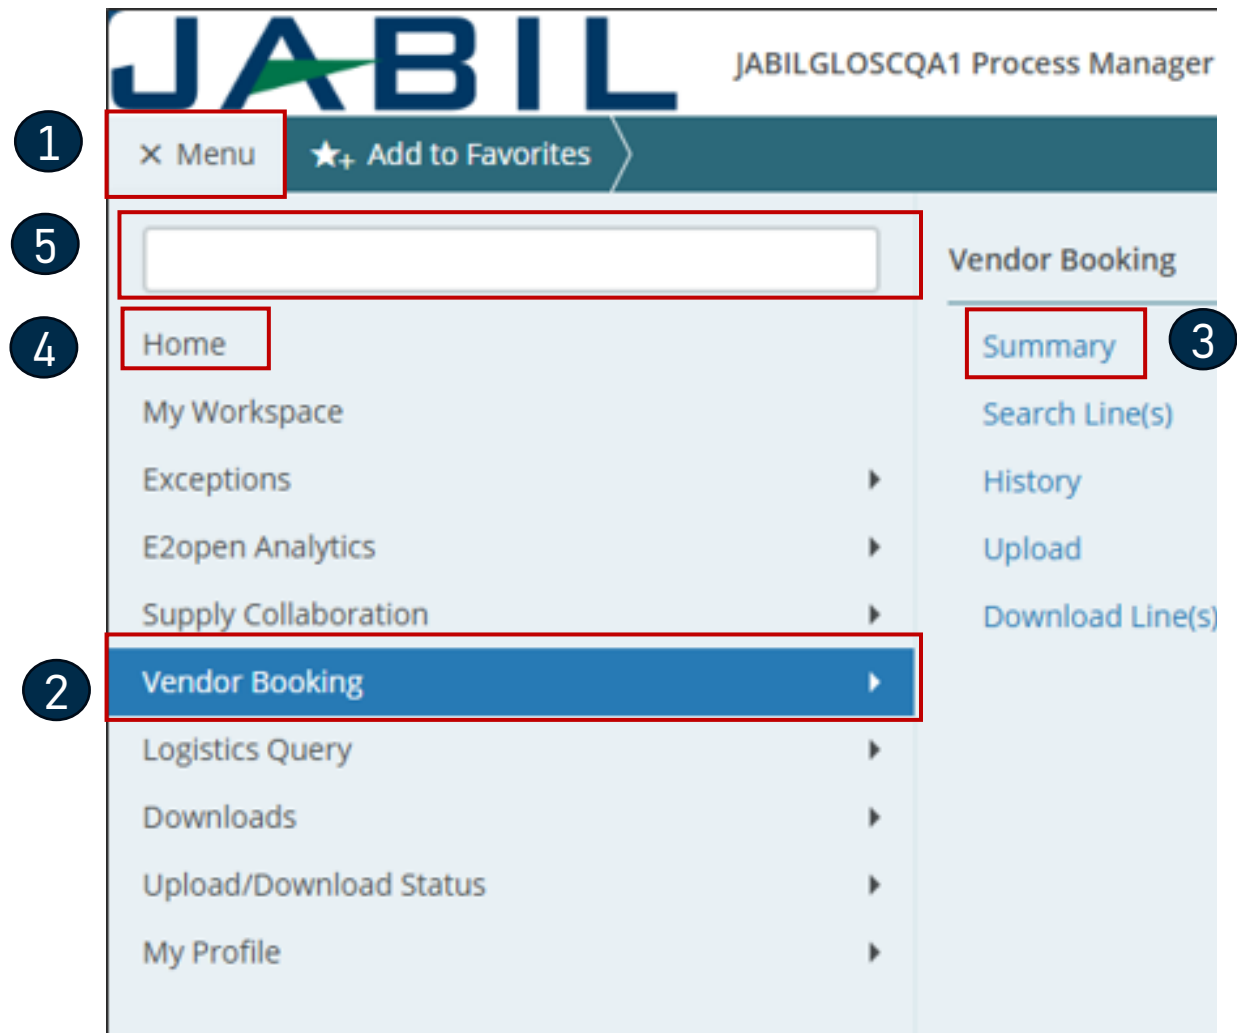 JABIL
JABILGLOSCQA1 Process Manager
1
× Menu
Add to Favorites
5
Vendor Booking
4
Home
Summary
3
My Workspace
Search Line(s)
Exceptions
History
E2open Analytics
Upload
Supply Collaboration
Download Line(s)
2
Vendor Booking
Logistics Query
Downloads
Upload/Download Status
My Profile